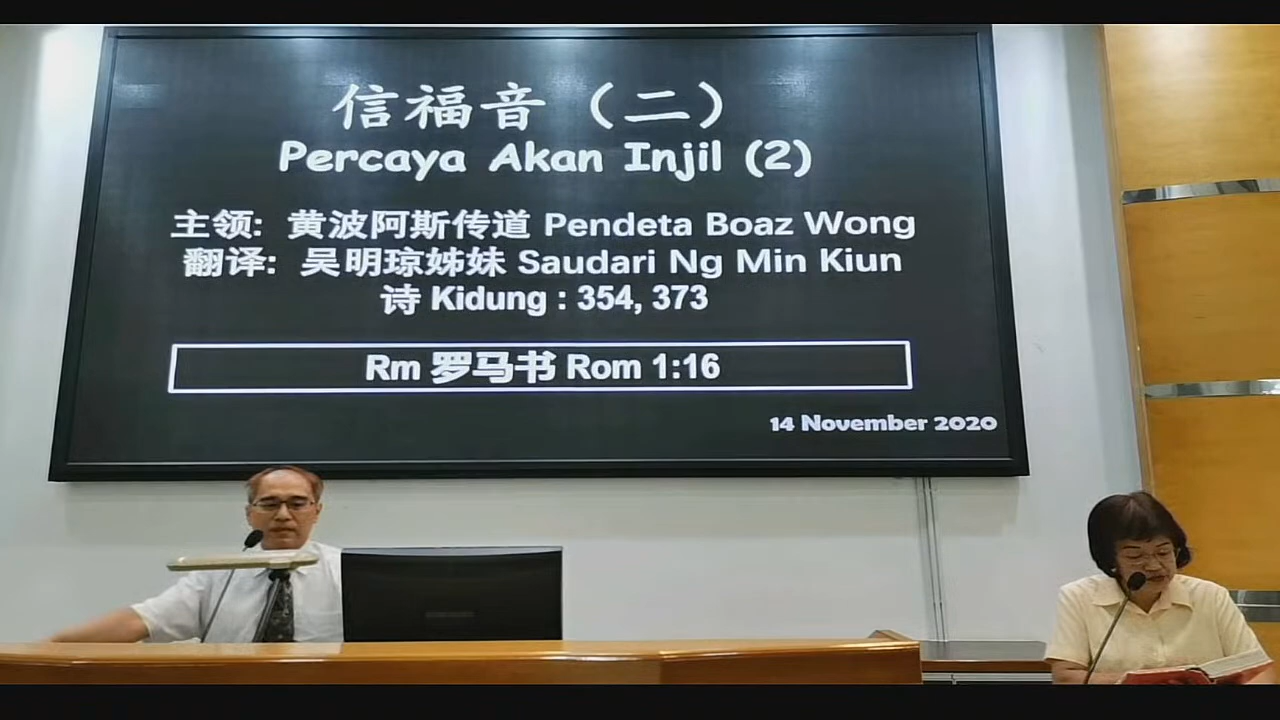 信福音（二）
Percaya Akan Injil (2)
主领: 黄波阿斯传道 Pendeta Boaz Wong
翻译: 吴明琼姊妹 Saudari Ng Min Kiun
诗 Kidung : 354, 373
Rm 罗马书 Rom 1:16
14 November 2020